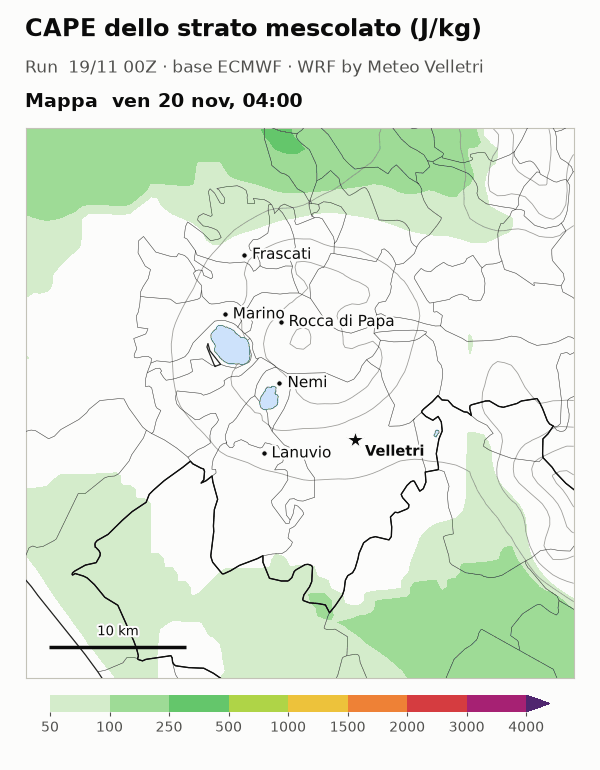 CAPE dello strato mescolato (J/kg)
Run  19/11 00Z · base ECMWF · WRF by Meteo Velletri
Mappa  ven 20 nov, 04:00
Frascati
Marino
Rocca di Papa
Nemi
Velletri
Lanuvio
10 km
50 100 250 500 1000 1500 2000 3000 4000